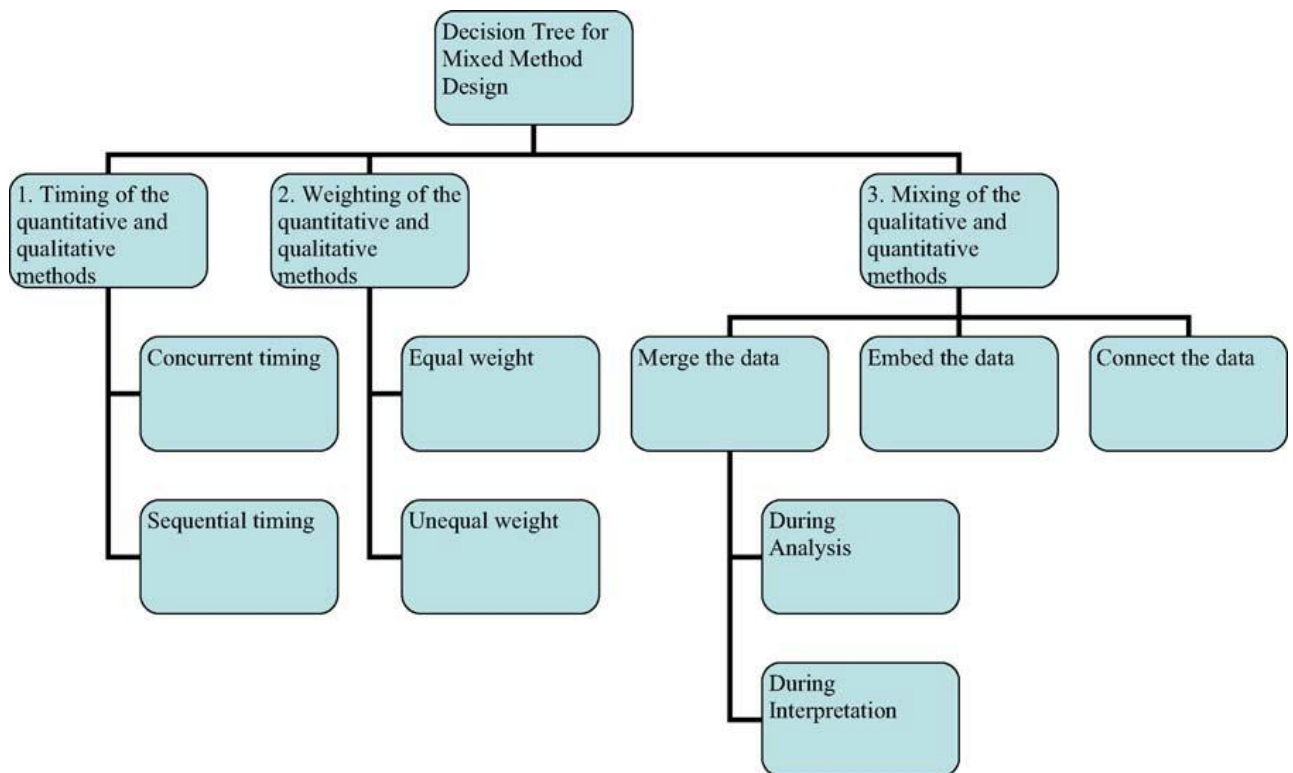 Decision Tree for
Mixed Method
Design
1. Timing of the
quantitative and
qualitative
methods
2. Weighting of the
quantitative and
qualitative
methods
3. Mixing of the
qualitative and
quantitative
methods
Concurrent timing
Equal weight
Merge the data
Embed the data
Connect the data
Sequential timing
Unequal weight
During
Analysis
During
Interpretation